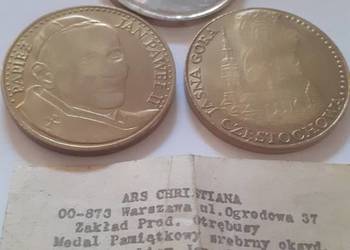 PAPIEŻ JAN PAWEŁ II
JASNA GÓRA
CZĘSTOCHOWA
ARS CHRISTIANA
00-873 Warszawa ul.Ogrodowa 37
Zakład Prod. Otrębusy
Medal Pamiątkowy srebrny oksyd.